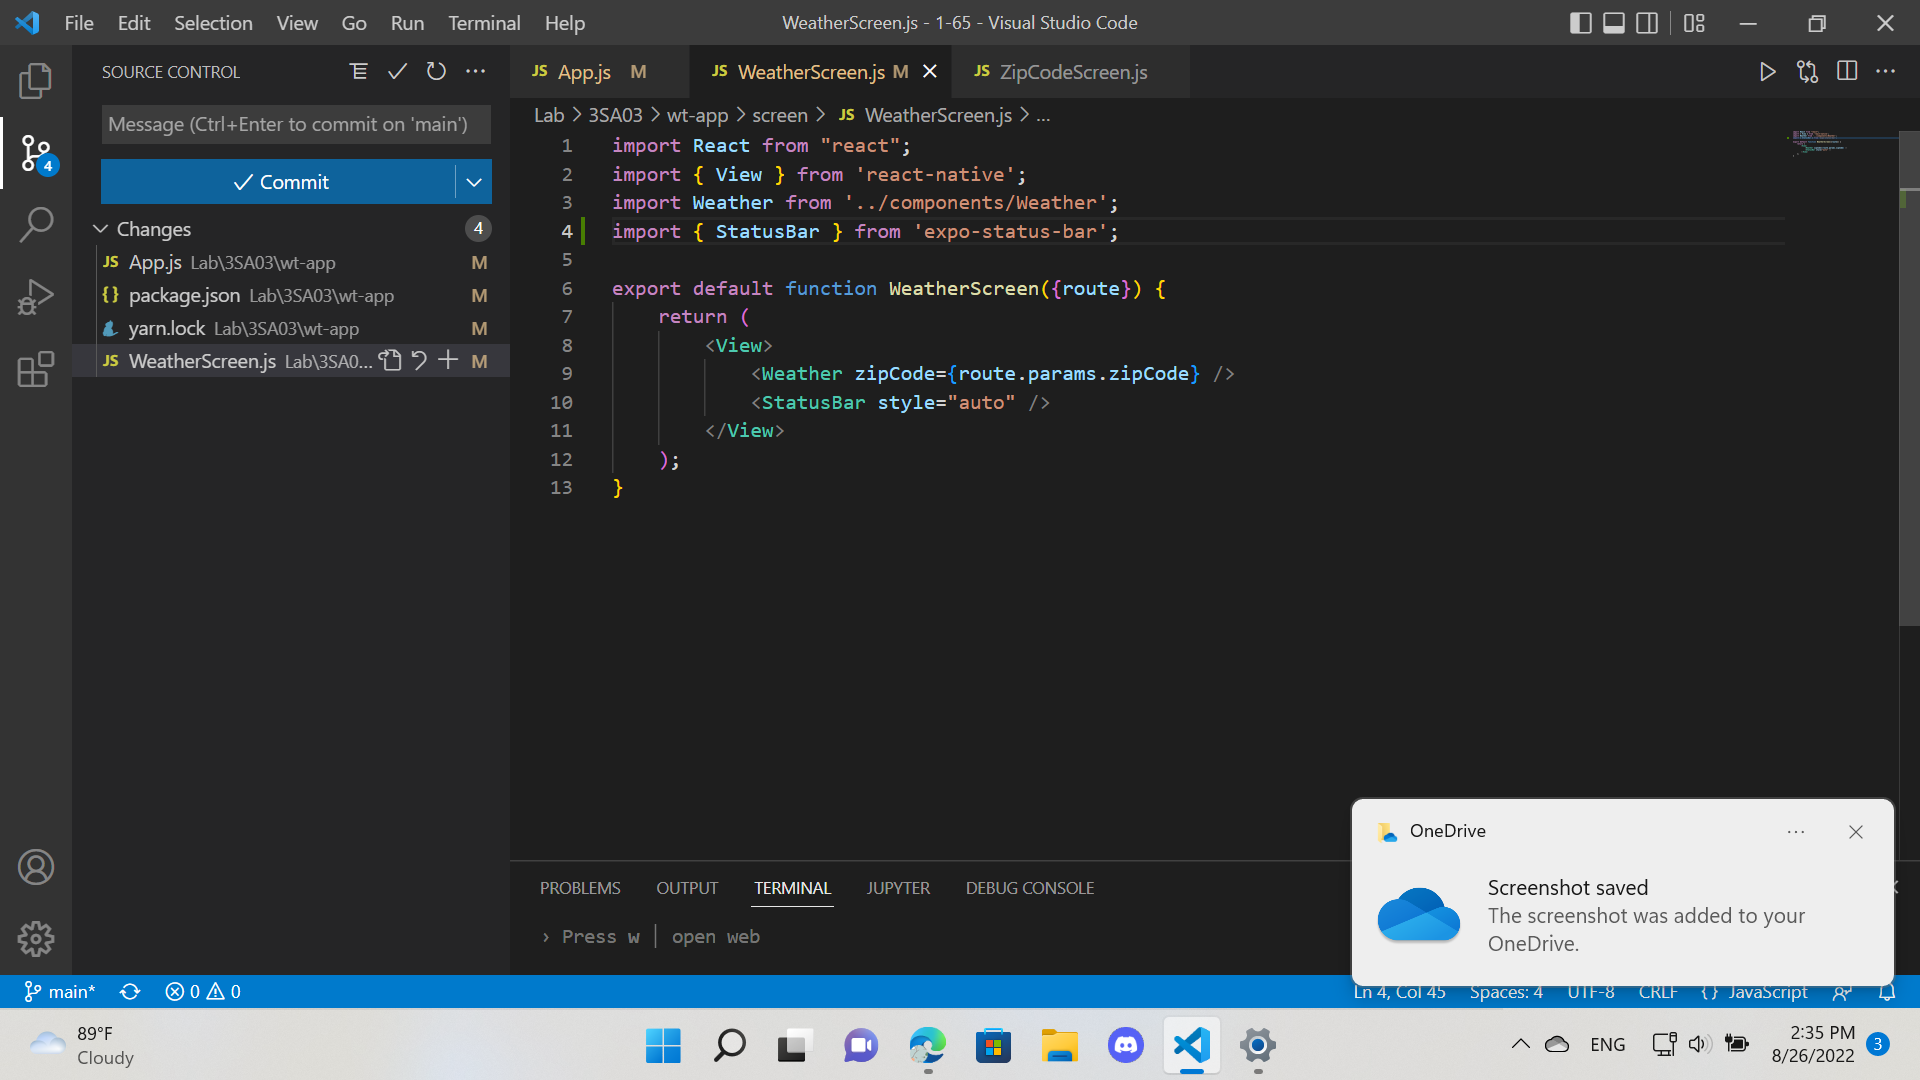 File Edit Selection View Go Run Terminal Help
WeatherScreen.js - 1-65 - Visual Studio Code
SOURCE CONTROL
Message (Ctrl+Enter to commit on 'main')
Commit
Changes 4
JS App.js Lab\3SA03\wt-app M
{} package.json Lab\3SA03\wt-app M
yarn.lock Lab\3SA03\wt-app M
JS WeatherScreen.js Lab\3SA0... M
4
JS App.js M
JS WeatherScreen.js M
JS ZipCodeScreen.js
Lab > 3SA03 > wt-app > screen > JS WeatherScreen.js > ...
1 import React from "react";
2 import { View } from 'react-native';
3 import Weather from '../components/Weather';
4 import { StatusBar } from 'expo-status-bar';
5
6 export default function WeatherScreen({route}) {
7 return (
8 <View>
9 <Weather zipCode={route.params.zipCode} />
10 <StatusBar style="auto" />
11 </View>
12 );
13 }
PROBLEMS OUTPUT TERMINAL JUPYTER DEBUG CONSOLE
› Press w │ open web
OneDrive
Screenshot saved
The screenshot was added to your
OneDrive.
main* 0 0
Ln 4, Col 45 Spaces: 4 UTF-8 CRLF {} JavaScript
89°F
Cloudy
ENG
2:35 PM
8/26/2022
3